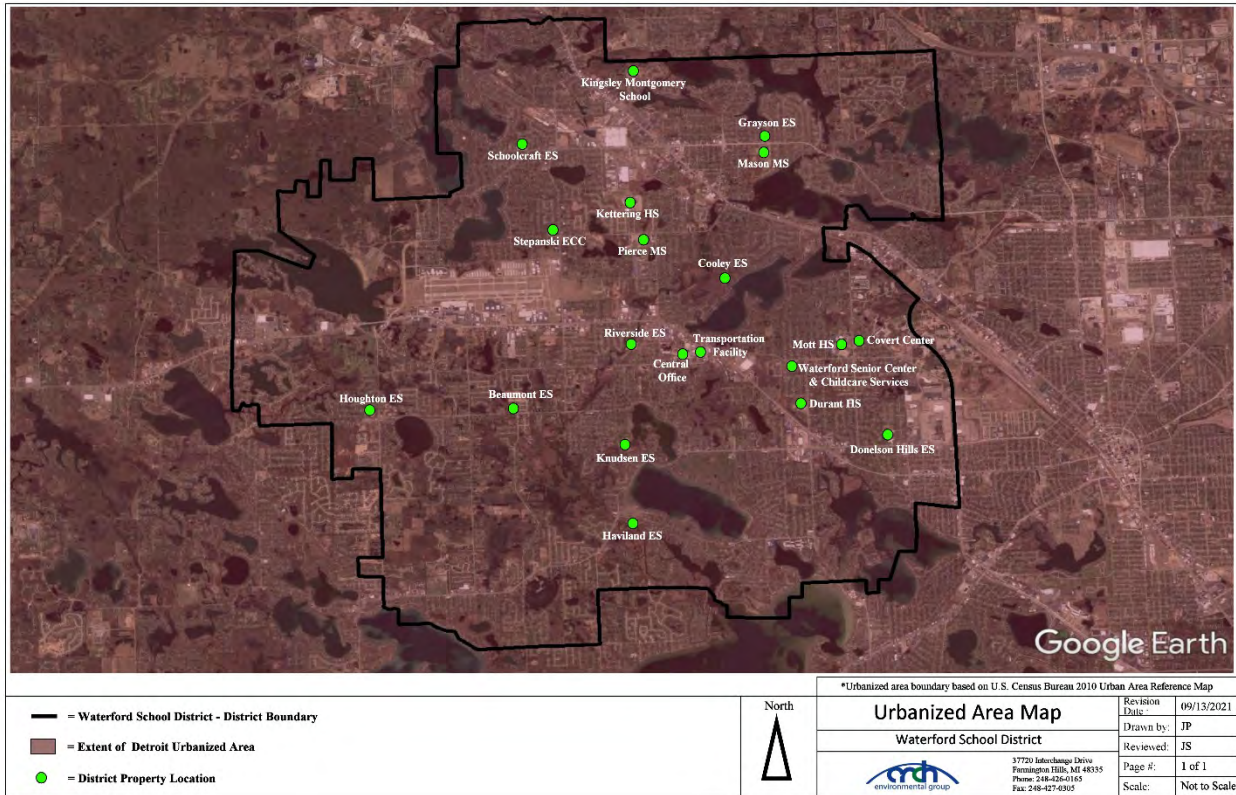 Kingsley Montgomery
School
Grayson ES
Schoolcraft ES
Mason MS
Kettering HS
Stepanski ECC
Pierce MS
Cooley ES
Riverside ES
Transportation
Facility
Central
Office
Mott HS
Covert Center
Waterford Senior Center
& Childcare Services
Houghton ES
Beaumont ES
Durant HS
Donelson Hills ES
Knudsen ES
Haviland ES
Google Earth
*Urbanized area boundary based on U.S. Census Bureau 2010 Urban Area Reference Map
= Waterford School District - District Boundary
= Extent of Detroit Urbanized Area
= District Property Location
North
Urbanized Area Map
Waterford School District
environmental group
37720 Interchange Drive
Farmington Hills, MI 48335
Phone: 248-426-0165
Fax: 248-427-0305
Revision
Date :
09/13/2021
Drawn by: JP
Reviewed: JS
Page #: 1 of 1
Scale: Not to Scale